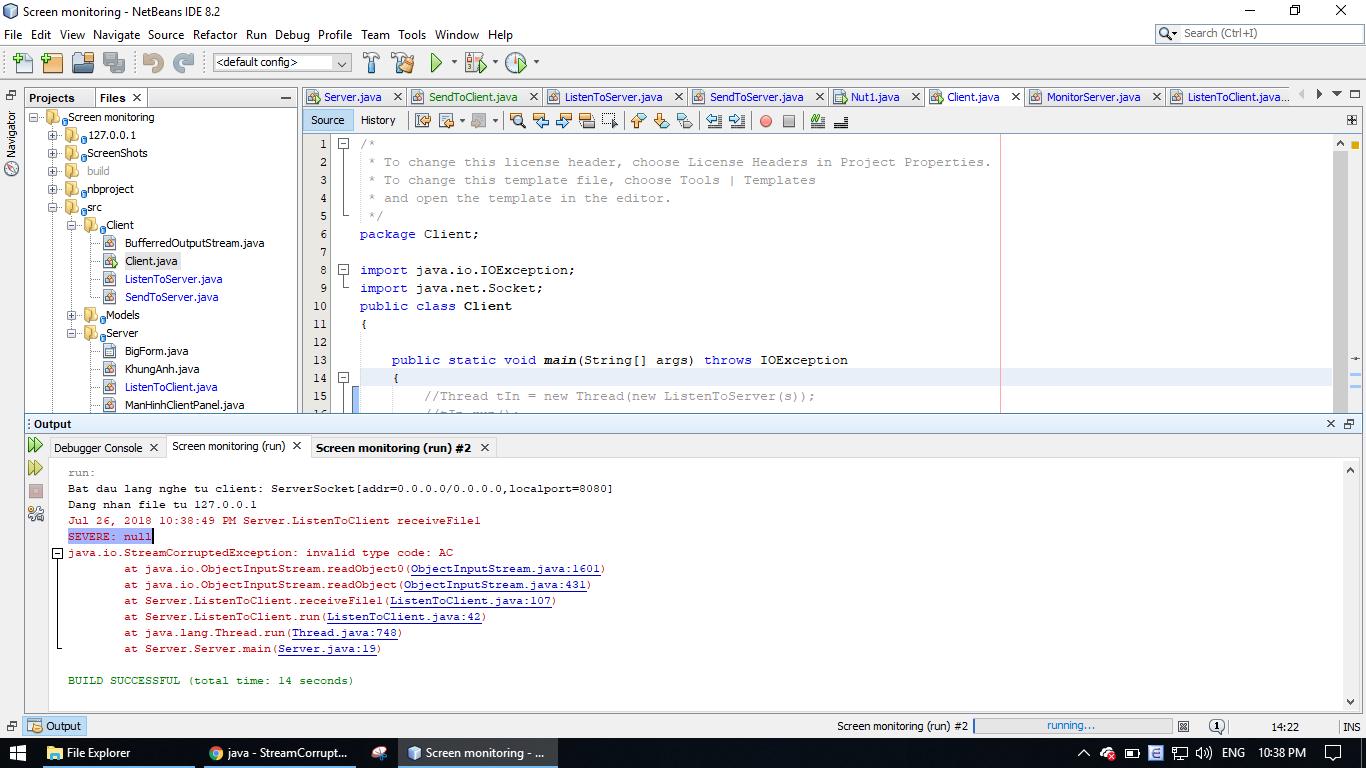 Screen monitoring - NetBeans IDE 8.2
File Edit View Navigate Source Refactor Run Debug Profile Team Tools Window Help
Search (Ctrl+I)
<default config>
Projects Files
Server.java SendToClient.java ListenToServer.java SendToServer.java Nut1.java Client.java MonitorServer.java ListenToClient.java...
Navigator
Source History
Screen monitoring
127.0.0.1
ScreenShots
build
nbproject
src
Client
BufferredOutputStream.java
Client.java
ListenToServer.java
SendToServer.java
Models
Server
BigForm.java
KhungAnh.java
ListenToClient.java
ManHinhClientPanel.java
1 /*
2 * To change this license header, choose License Headers in Project Properties.
3 * To change this template file, choose Tools | Templates
4 * and open the template in the editor.
5 */
6 package Client;
7
8 import java.io.IOException;
9 import java.net.Socket;
10 public class Client
11 {
12
13 public static void main(String[] args) throws IOException
14 {
15 //Thread tIn = new Thread(new ListenToServer(s));
16 //tIn.run();
Output
Debugger Console Screen monitoring (run) Screen monitoring (run) #2
run:
Bat dau lang nghe tu client: ServerSocket[addr=0.0.0.0/0.0.0.0,localport=8080]
Dang nhan file tu 127.0.0.1
Jul 26, 2018 10:38:49 PM Server.ListenToClient receiveFile1
SEVERE: null
java.io.StreamCorruptedException: invalid type code: AC
at java.io.ObjectInputStream.readObject0(ObjectInputStream.java:1601)
at java.io.ObjectInputStream.readObject(ObjectInputStream.java:431)
at Server.ListenToClient.receiveFile1(ListenToClient.java:107)
at Server.ListenToClient.run(ListenToClient.java:42)
at java.lang.Thread.run(Thread.java:748)
at Server.Server.main(Server.java:19)
BUILD SUCCESSFUL (total time: 14 seconds)
Output
Screen monitoring (run) #2 running... 1 14:22 INS
File Explorer java - StreamCorrupt... Screen monitoring - ... ENG 10:38 PM